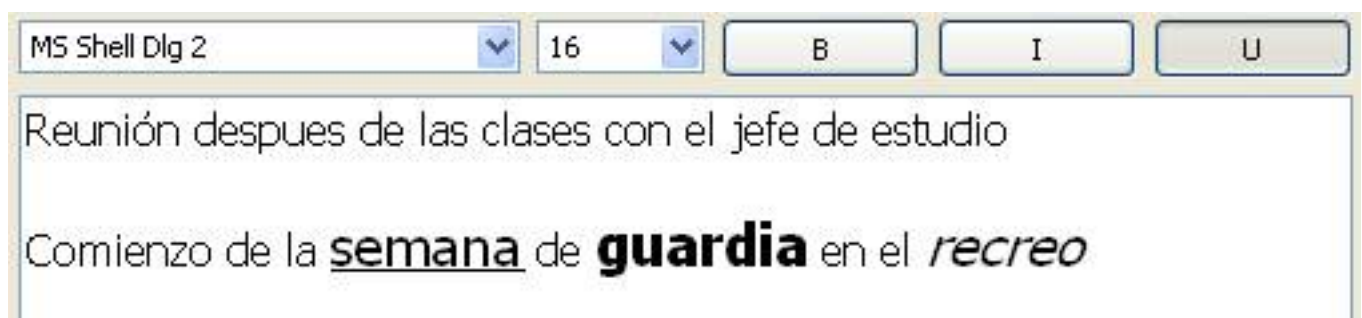 MS Shell Dlg 2 16 B I U
Reunión despues de las clases con el jefe de estudio
Comienzo de la semana de guardia en el recreo